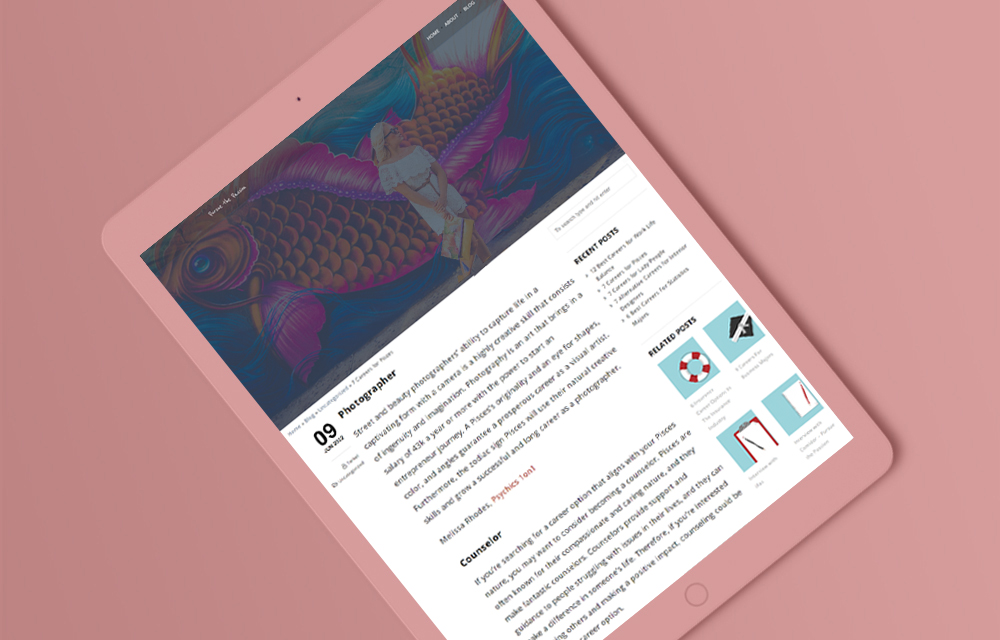 HOME ABOUT BLOG
Pursue the Passion
To search type and hit enter
Home » Blog » Uncategorized » 7 Careers for Pisces
09
JUN 2022
Uncategorized
Photographer
Street and beauty photographers' ability to capture life in a
captivating form with a camera is a highly creative skill that consists
of ingenuity and imagination. Photography is an art that brings in a
salary of 43k a year or more with the power to start an
entrepreneur journey. A Pisces's originality and an eye for shapes,
color, and angles guarantee a prosperous career as a visual artist.
Furthermore, the zodiac sign Pisces will use their natural creative
skills and grow a successful and long career as a photographer.
Melissa Rhodes, Psychics 1on1
Counselor
If you're searching for a career option that aligns with your Pisces
nature, you may want to consider becoming a counselor. Pisces are
often known for their compassionate and caring nature, and they
make fantastic counselors. Counselors provide support and
guidance to people struggling with issues in their lives, and they can
ke a difference in someone's life. Therefore, if you're interested
ing others and making a positive impact, counseling could be
career option.
RECENT POSTS
12 Best Careers for Work Life
Balance
7 Careers for Pisces
7 Careers for Lazy People
7 Alternative Careers for Interior
Designers
6 Best Careers For Statistics
Majors
RELATED POSTS
Career Options In
The Insurance
Industry
9 Careers For
Business Majors
Interview with
Interview with
Creator - Pursue
the Passion